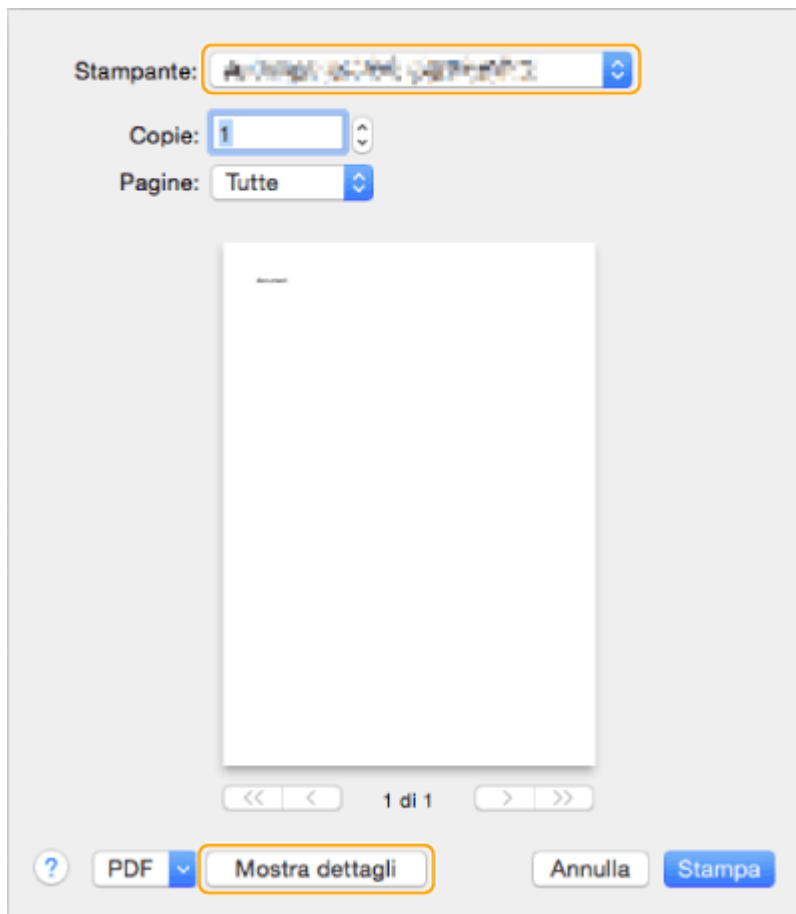 Stampante:
Copie: 1
Pagine: Tutte
1 di 1
? PDF Mostra dettagli Annulla Stampa